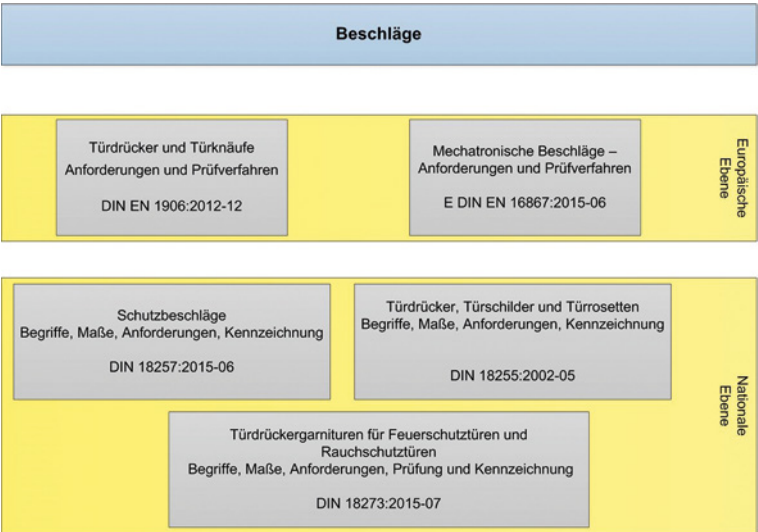 Beschläge
Türdrücker und Türknäufe
Anforderungen und Prüfverfahren
DIN EN 1906:2012-12
Mechatronische Beschläge –
Anforderungen und Prüfverfahren
E DIN EN 16867:2015-06
Europäische
Ebene
Schutzbeschläge
Begriffe, Maße, Anforderungen, Kennzeichnung
DIN 18257:2015-06
Türdrücker, Türschilder und Türrosetten
Begriffe, Maße, Anforderungen, Kennzeichnung
DIN 18255:2002-05
Nationale
Ebene
Türdrückergarnituren für Feuerschutztüren und
Rauchschutztüren
Begriffe, Maße, Anforderungen, Prüfung und Kennzeichnung
DIN 18273:2015-07